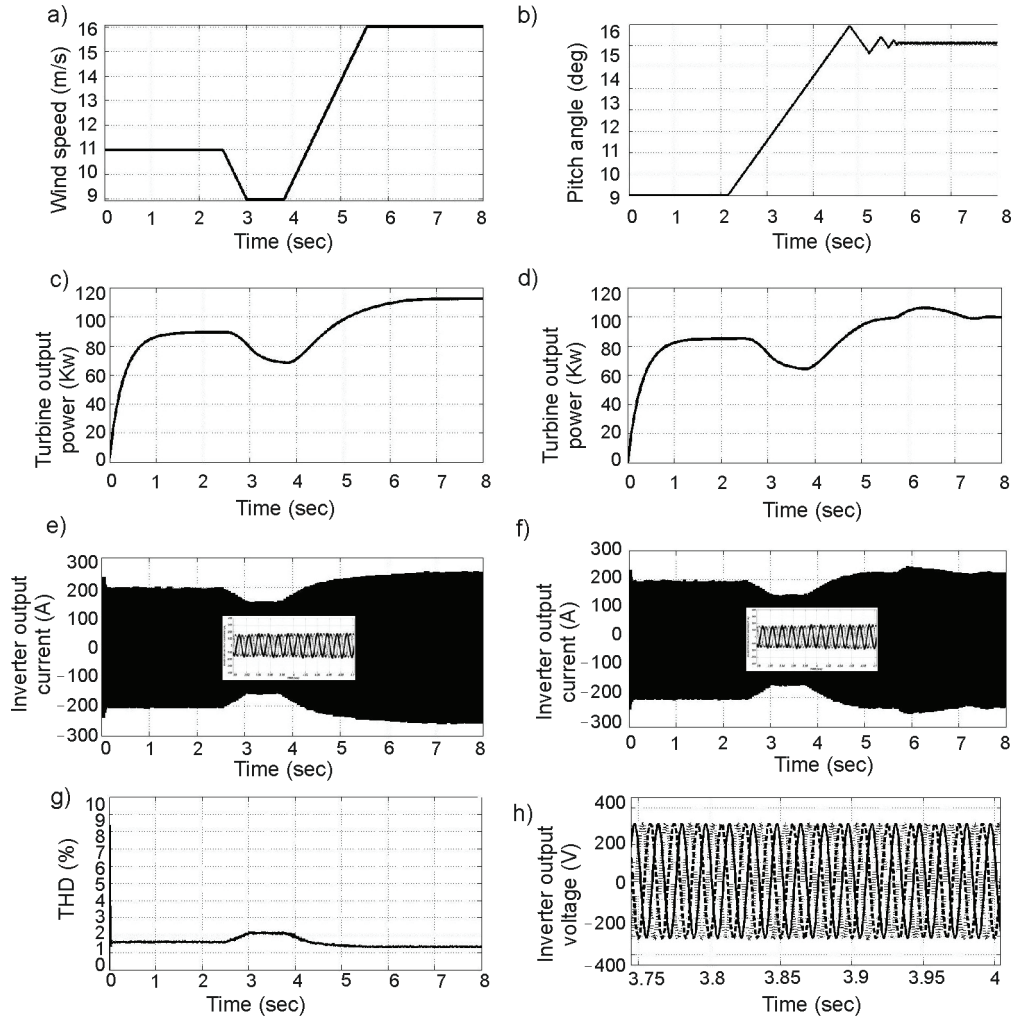 a)
Wind speed (m/s)
16
15
14
13
12
11
10
9
0 1 2 3 4 5 6 7 8
Time (sec)
b)
Pitch angle (deg)
16
15
14
13
12
11
10
9
0 1 2 3 4 5 6 7 8
Time (sec)
c)
Turbine output
power (Kw)
120
100
80
60
40
20
0
0 1 2 3 4 5 6 7 8
Time (sec)
d)
Turbine output
power (Kw)
120
100
80
60
40
20
0
0 1 2 3 4 5 6 7 8
Time (sec)
e)
Inverter output
current (A)
300
200
100
0
-100
-200
-300
0 1 2 3 4 5 6 7 8
Time (sec)
f)
Inverter output
current (A)
300
200
100
0
-100
-200
-300
0 1 2 3 4 5 6 7 8
Time (sec)
g)
THD (%)
10
9
8
7
6
5
4
3
2
1
0
0 1 2 3 4 5 6 7 8
Time (sec)
h)
Inverter output
voltage (V)
400
200
0
-200
-400
3.75 3.8 3.85 3.9 3.95 4
Time (sec)